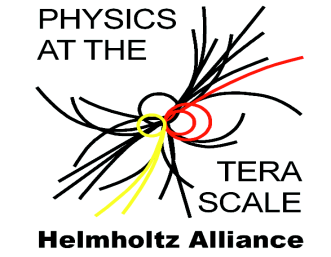 PHYSICS
AT THE
TERA
SCALE
Helmholtz Alliance